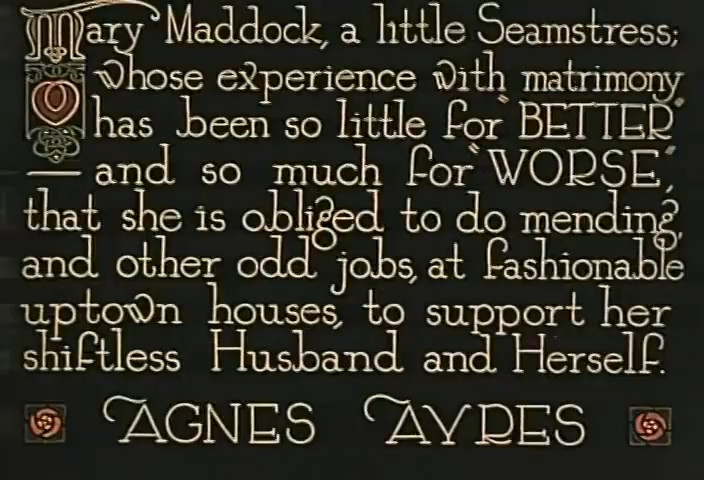 Mary Maddock, a little Seamstress;
whose experience with matrimony
has been so little for "BETTER"
— and so much for "WORSE",
that she is obliged to do mending,
and other odd jobs, at fashionable
uptown houses, to support her
shiftless Husband and Herself.
AGNES AYRES